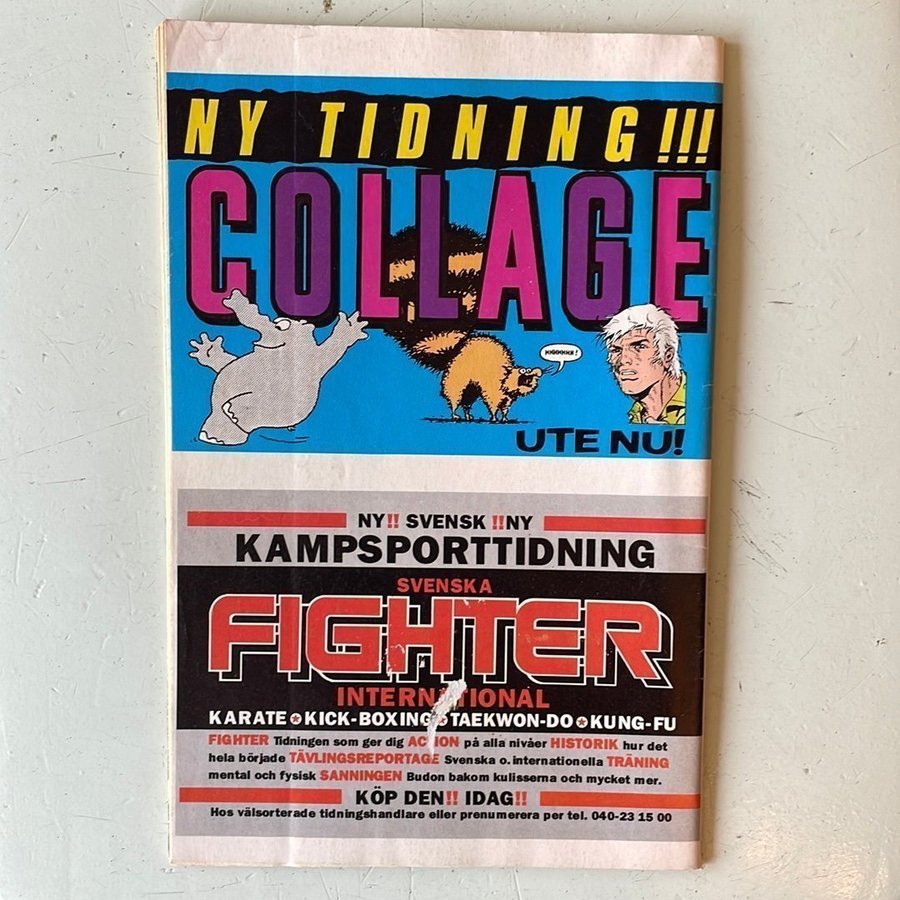 NY TIDNING!!!
COLLAGE
UTE NU!
NY!! SVENSK !!NY
KAMPSPORTTIDNING
SVENSKA
FIGHTER
INTERNATIONAL
KARATE ✪ KICK-BOXING ✪ TAEKWON-DO ✪ KUNG-FU
FIGHTER Tidningen som ger dig ACTION på alla nivåer HISTORIK hur det
hela började TÄVLINGSREPORTAGE Svenska o. internationella TRÄNING
mental och fysisk SANNINGEN Budon bakom kulisserna och mycket mer.
KÖP DEN!! IDAG!!
Hos välsorterade tidningshandlare eller prenumerera per tel. 040-23 15 00